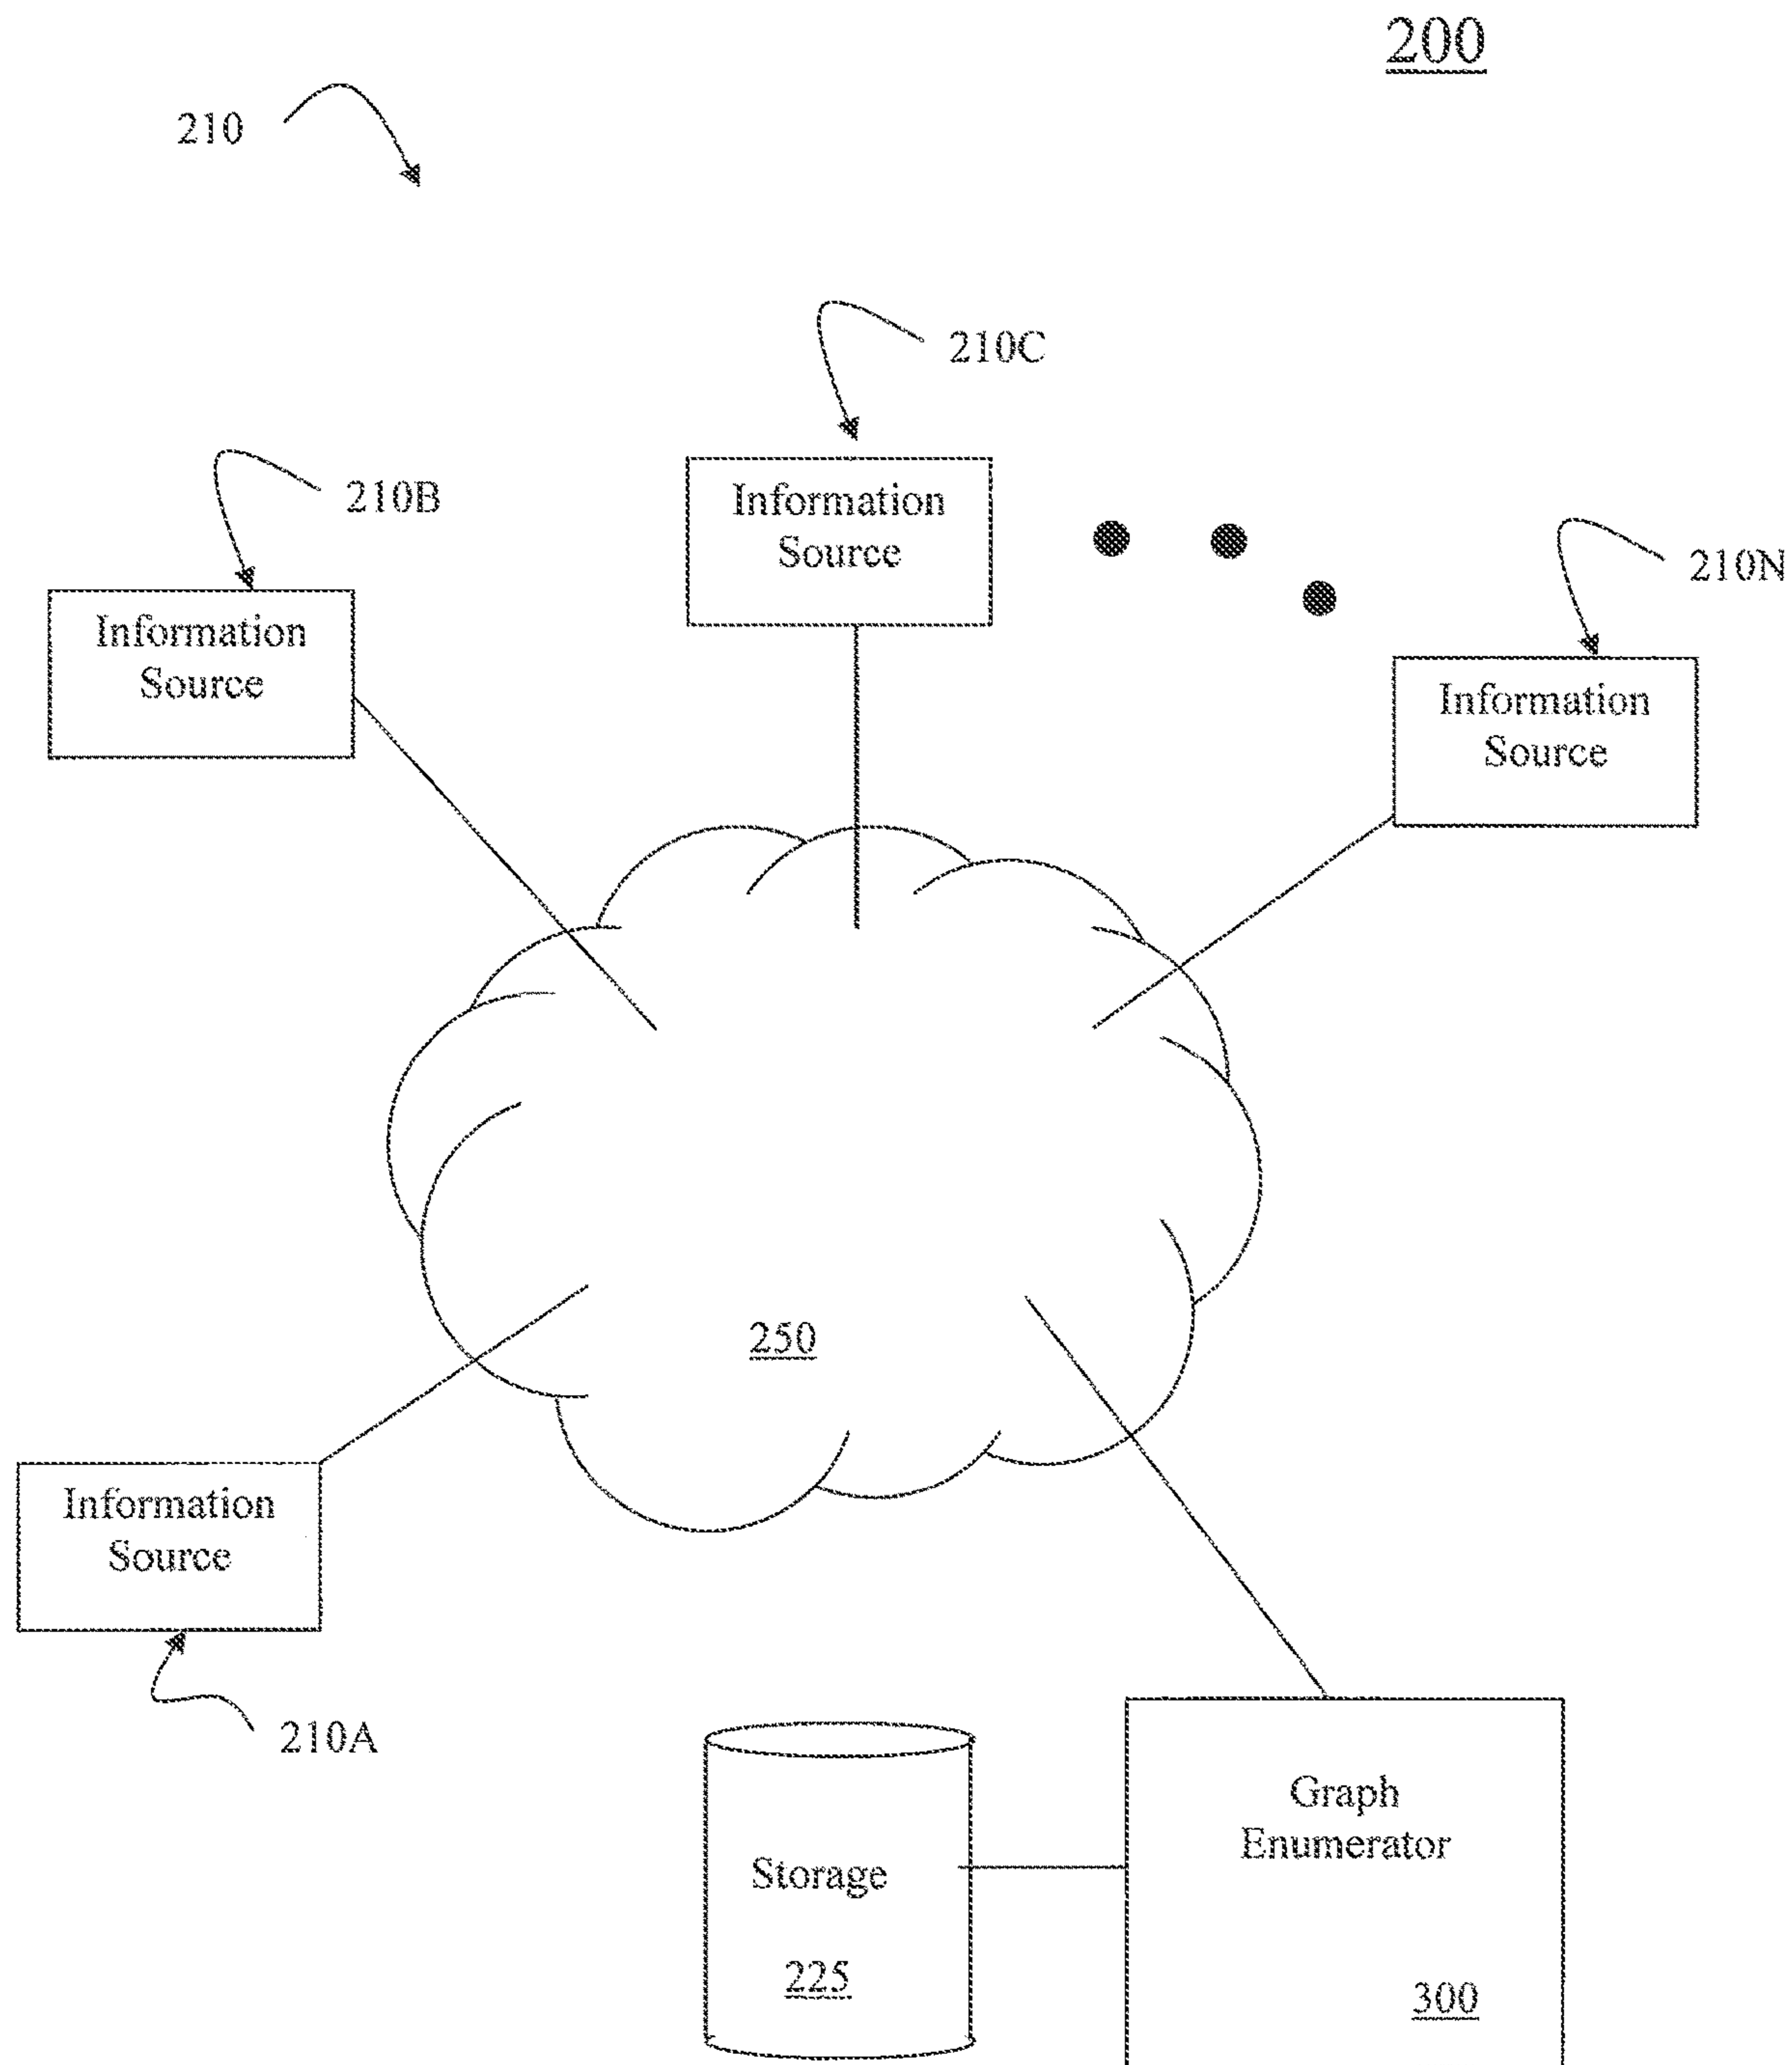 200
210
210C
210B
Information
Source
210N
Information
Source
Information
Source
250
Information
Source
210A
Graph
Enumerator
Storage
225
300